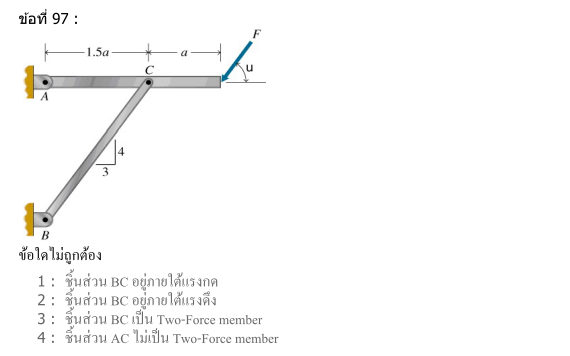 ข้อที่ 97 :
F
1.5a
a
C
u
A
4
3
B
ข้อใดไม่ถูกต้อง
1 : ชิ้นส่วน BC อยู่ภายใต้แรงกด
2 : ชิ้นส่วน BC อยู่ภายใต้แรงดึง
3 : ชิ้นส่วน BC เป็น Two-Force member
4 : ชิ้นส่วน AC ไม่เป็น Two-Force member